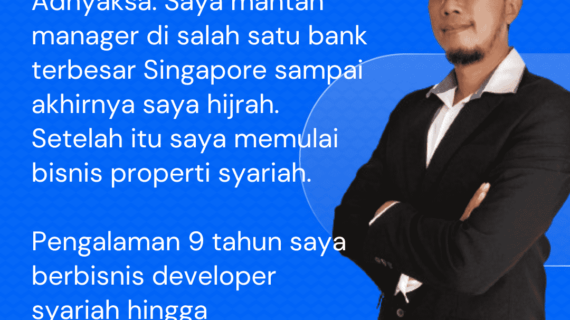 Adhyaksa. Saya mantan
manager di salah satu bank
terbesar Singapore sampai
akhirnya saya hijrah.
Setelah itu saya memulai
bisnis properti syariah.
Pengalaman 9 tahun saya
berbisnis developer
syariah hingga